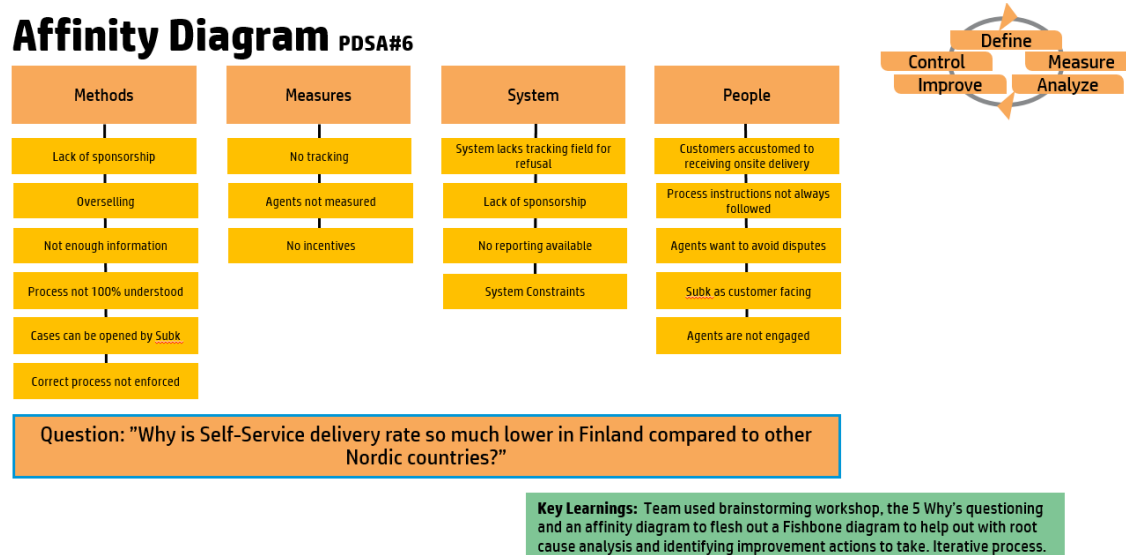 Affinity Diagram PDSA#6
Define
Control
Measure
Improve
Analyze
Methods
Lack of sponsorship
Overselling
Not enough information
Process not 100% understood
Cases can be opened by Subk
Correct process not enforced
Measures
No tracking
Agents not measured
No incentives
System
System lacks tracking field for
refusal
Lack of sponsorship
No reporting available
System Constraints
People
Customers accustomed to
receiving onsite delivery
Process instructions not always
followed
Agents want to avoid disputes
Subk as customer facing
Agents are not engaged
Question: ”Why is Self-Service delivery rate so much lower in Finland compared to other
Nordic countries?”
Key Learnings: Team used brainstorming workshop, the 5 Why's questioning
and an affinity diagram to flesh out a Fishbone diagram to help out with root
cause analysis and identifying improvement actions to take. Iterative process.